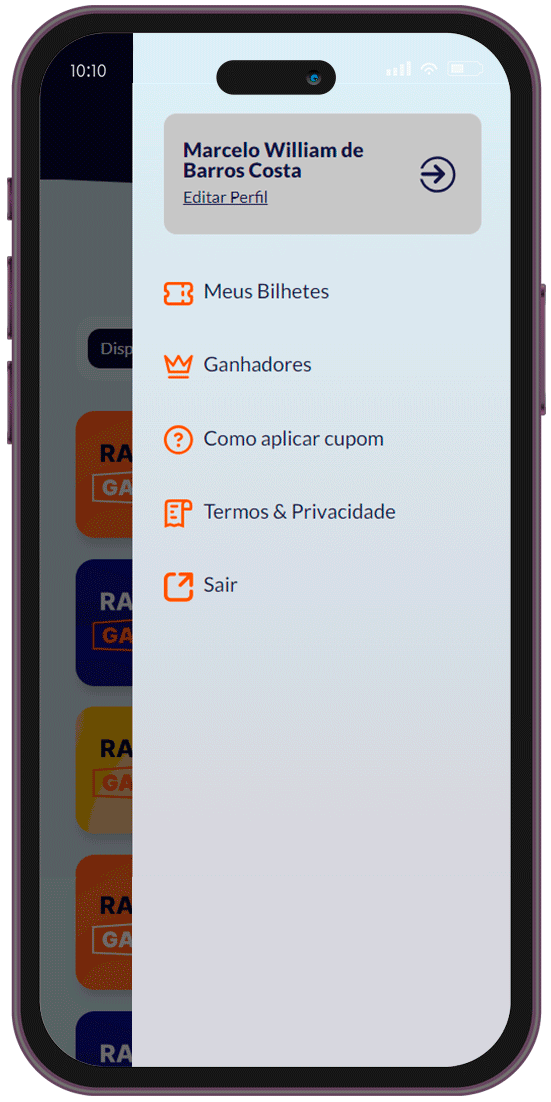 10:10
Marcelo William de
Barros Costa
Editar Perfil
Meus Bilhetes
Ganhadores
Como aplicar cupom
Termos & Privacidade
Sair
Disp
RA
GA
RA
GA
RA
GA
RA
GA
RA